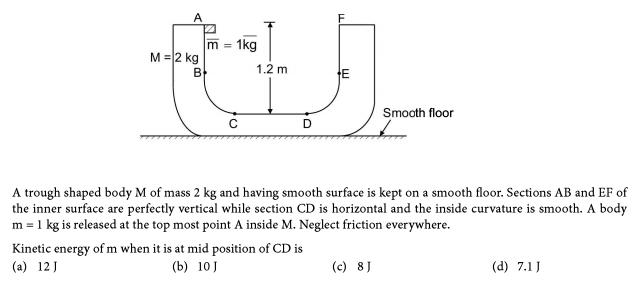 A
F
m = 1kg
M = 2 kg
1.2 m
B
E
C
D
Smooth floor
A trough shaped body M of mass 2 kg and having smooth surface is kept on a smooth floor. Sections AB and EF of
the inner surface are perfectly vertical while section CD is horizontal and the inside curvature is smooth. A body
m = 1 kg is released at the top most point A inside M. Neglect friction everywhere.
Kinetic energy of m when it is at mid position of CD is
(a) 12 J (b) 10 J (c) 8 J (d) 7.1 J